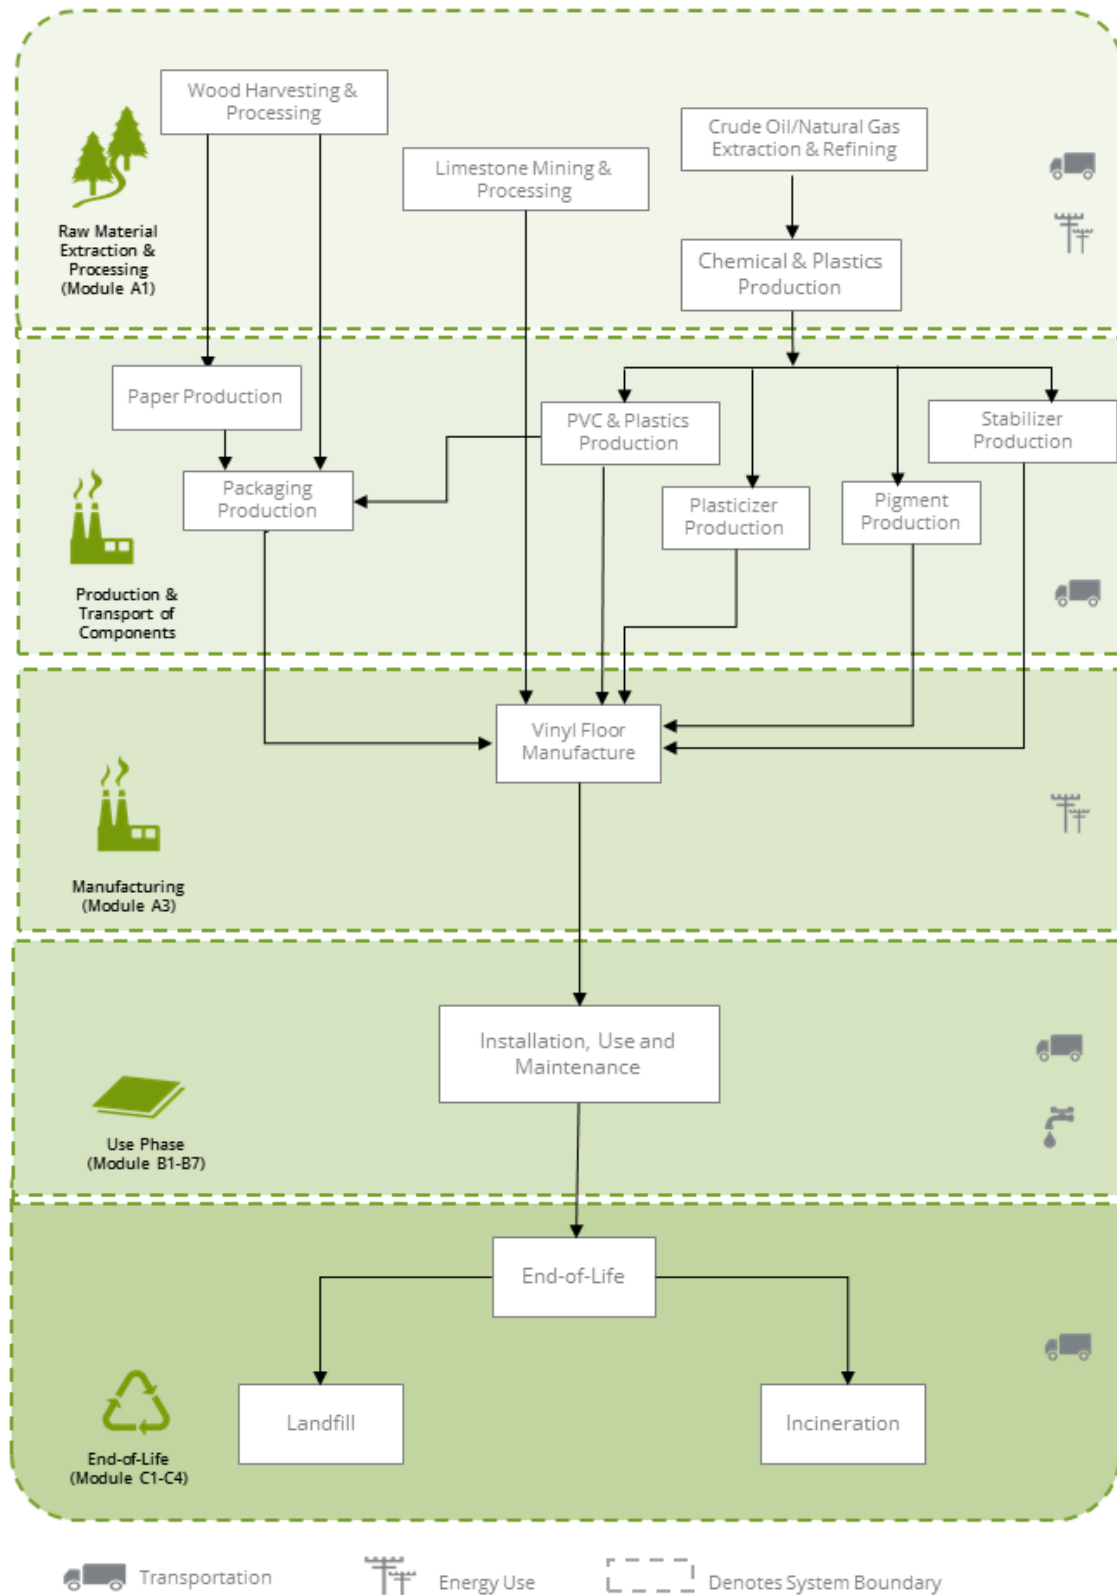 Wood Harvesting &
Processing
Crude Oil/Natural Gas
Extraction & Refining
Limestone Mining &
Processing
Raw Material
Extraction &
Processing
(Module A1)
Chemical & Plastics
Production
Paper Production
PVC & Plastics
Production
Stabilizer
Production
Packaging
Production
Plasticizer
Production
Pigment
Production
Production &
Transport of
Components
Vinyl Floor
Manufacture
Manufacturing
(Module A3)
Installation, Use and
Maintenance
Use Phase
(Module B1-B7)
End-of-Life
Landfill
Incineration
End-of-Life
(Module C1-C4)
Transportation
Energy Use
Denotes System Boundary